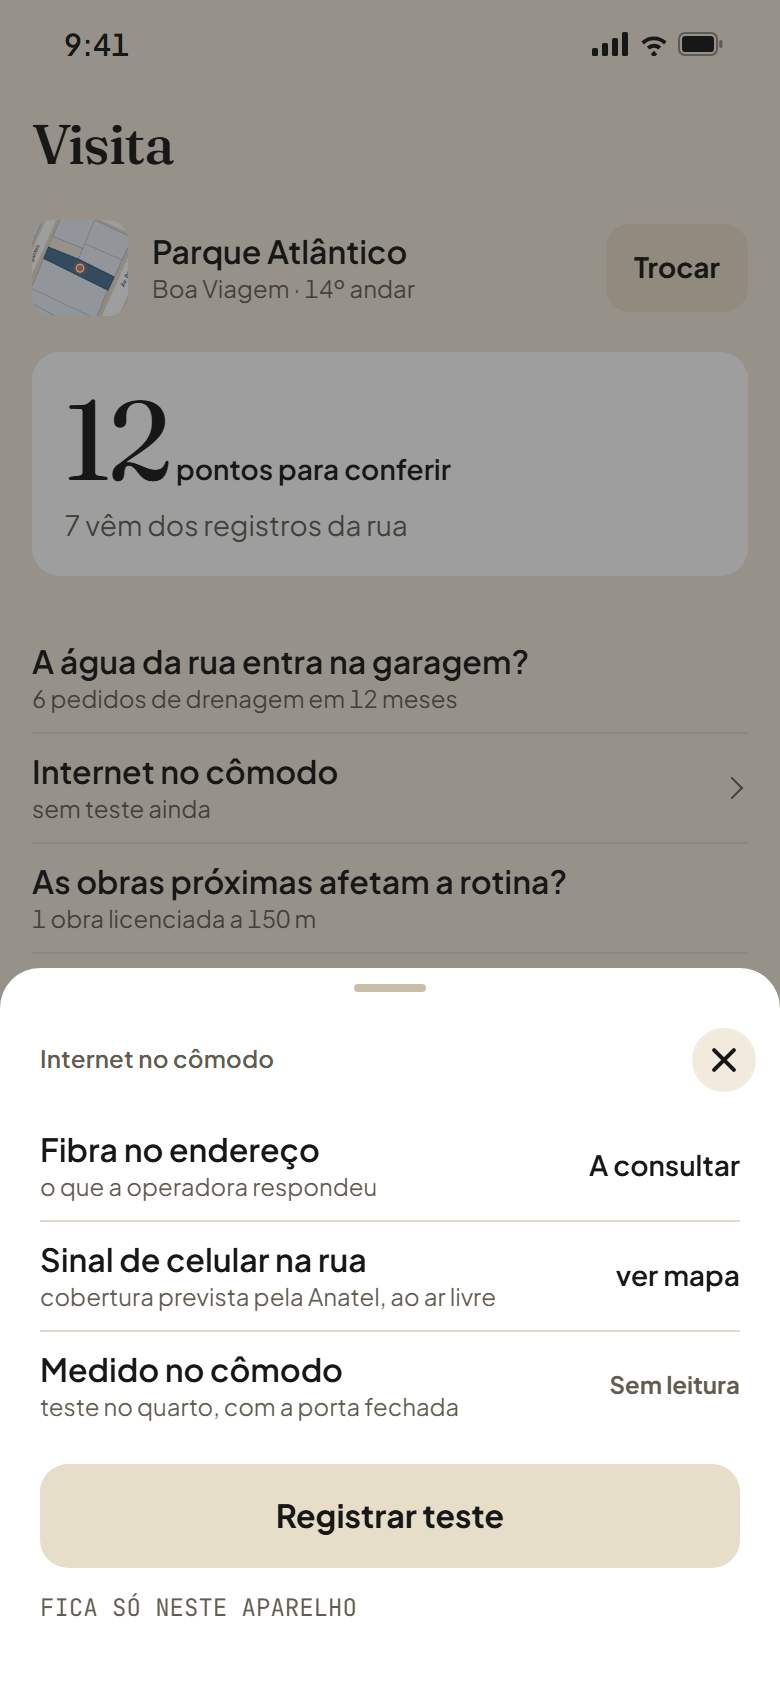 9:41
Visita
Parque Atlântico
Boa Viagem · 14º andar
Trocar
12 pontos para conferir
7 vêm dos registros da rua
A água da rua entra na garagem?
6 pedidos de drenagem em 12 meses
Internet no cômodo
sem teste ainda
As obras próximas afetam a rotina?
1 obra licenciada a 150 m
Internet no cômodo
Fibra no endereço
o que a operadora respondeu
A consultar
Sinal de celular na rua
cobertura prevista pela Anatel, ao ar livre
ver mapa
Medido no cômodo
teste no quarto, com a porta fechada
Sem leitura
Registrar teste
FICA SÓ NESTE APARELHO